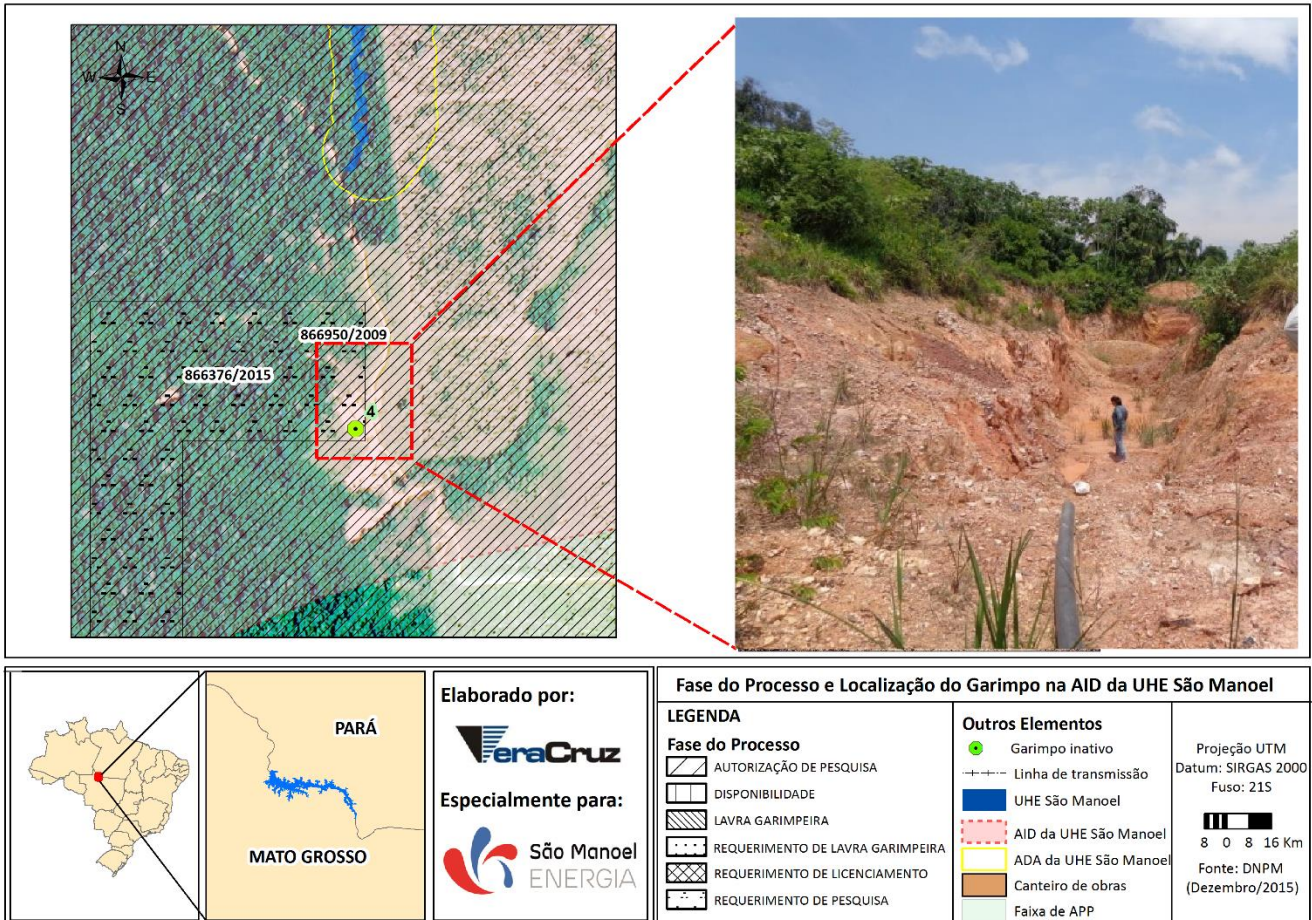 N
W E
S
866950/2009
866376/2015
4
PARÁ
MATO GROSSO
Elaborado por:
VeraCruz
Especialmente para:
São Manoel
ENERGIA
Fase do Processo e Localização do Garimpo na AID da UHE São Manoel
LEGENDA
Fase do Processo
AUTORIZAÇÃO DE PESQUISA
DISPONIBILIDADE
LAVRA GARIMPEIRA
REQUERIMENTO DE LAVRA GARIMPEIRA
REQUERIMENTO DE LICENCIAMENTO
REQUERIMENTO DE PESQUISA
Outros Elementos
Garimpo inativo
Linha de transmissão
UHE São Manoel
AID da UHE São Manoel
ADA da UHE São Manoel
Canteiro de obras
Faixa de APP
Projeção UTM
Datum: SIRGAS 2000
Fuso: 21S
8 0 8 16 Km
Fonte: DNPM
(Dezembro/2015)